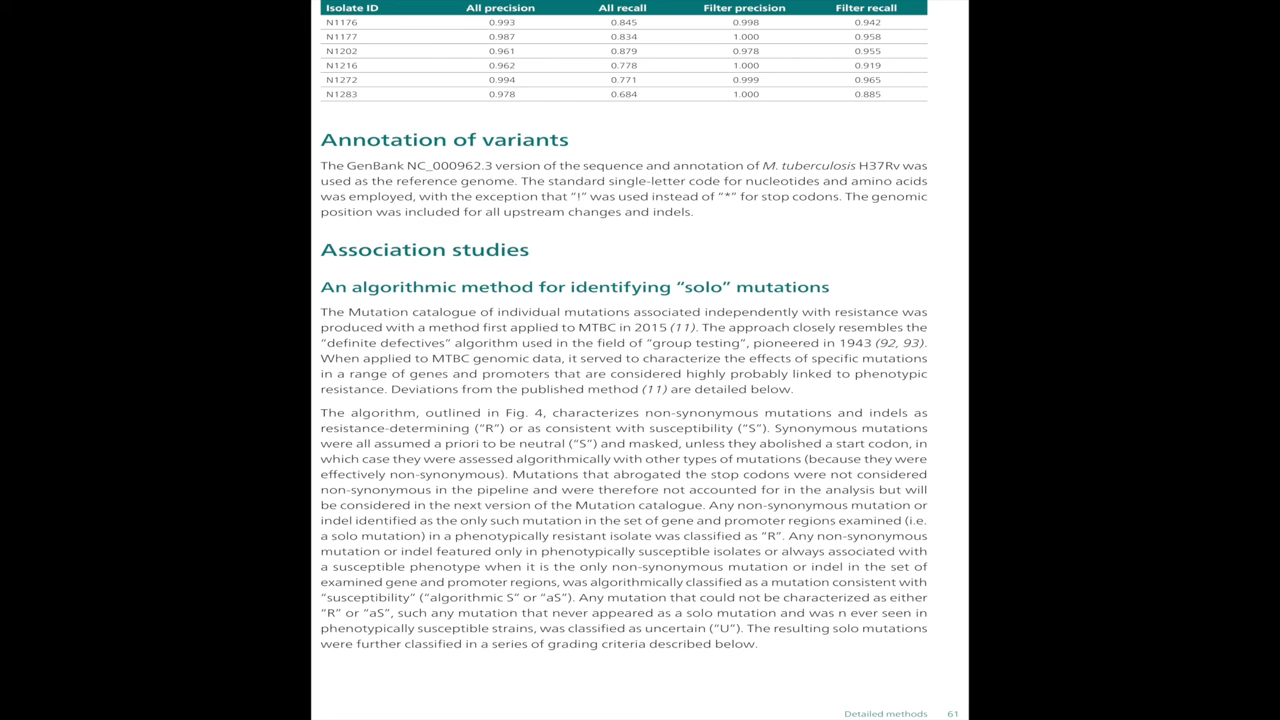 Isolate ID All precision All recall Filter precision Filter recall
N1176 0.993 0.845 0.998 0.942
N1177 0.987 0.834 1.000 0.958
N1202 0.961 0.879 0.978 0.955
N1216 0.962 0.778 1.000 0.919
N1272 0.994 0.771 0.999 0.965
N1283 0.978 0.684 1.000 0.885
Annotation of variants
The GenBank NC_000962.3 version of the sequence and annotation of M. tuberculosis H37Rv was
used as the reference genome. The standard single-letter code for nucleotides and amino acids
was employed, with the exception that ”!” was used instead of “*” for stop codons. The genomic
position was included for all upstream changes and indels.
Association studies
An algorithmic method for identifying “solo” mutations
The Mutation catalogue of individual mutations associated independently with resistance was
produced with a method first applied to MTBC in 2015 (11). The approach closely resembles the
“definite defectives” algorithm used in the field of “group testing”, pioneered in 1943 (92, 93).
When applied to MTBC genomic data, it served to characterize the effects of specific mutations
in a range of genes and promoters that are considered highly probably linked to phenotypic
resistance. Deviations from the published method (11) are detailed below.
The algorithm, outlined in Fig. 4, characterizes non-synonymous mutations and indels as
resistance-determining (“R”) or as consistent with susceptibility (“S”). Synonymous mutations
were all assumed a priori to be neutral (“S”) and masked, unless they abolished a start codon, in
which case they were assessed algorithmically with other types of mutations (because they were
effectively non-synonymous). Mutations that abrogated the stop codons were not considered
non-synonymous in the pipeline and were therefore not accounted for in the analysis but will
be considered in the next version of the Mutation catalogue. Any non-synonymous mutation or
indel identified as the only such mutation in the set of gene and promoter regions examined (i.e.
a solo mutation) in a phenotypically resistant isolate was classified as “R”. Any non-synonymous
mutation or indel featured only in phenotypically susceptible isolates or always associated with
a susceptible phenotype when it is the only non-synonymous mutation or indel in the set of
examined gene and promoter regions, was algorithmically classified as a mutation consistent with
“susceptibility” (“algorithmic S” or “aS”). Any mutation that could not be characterized as either
“R” or “aS”, such any mutation that never appeared as a solo mutation and was n ever seen in
phenotypically susceptible strains, was classified as uncertain (“U”). The resulting solo mutations
were further classified in a series of grading criteria described below.
Detailed methods 61